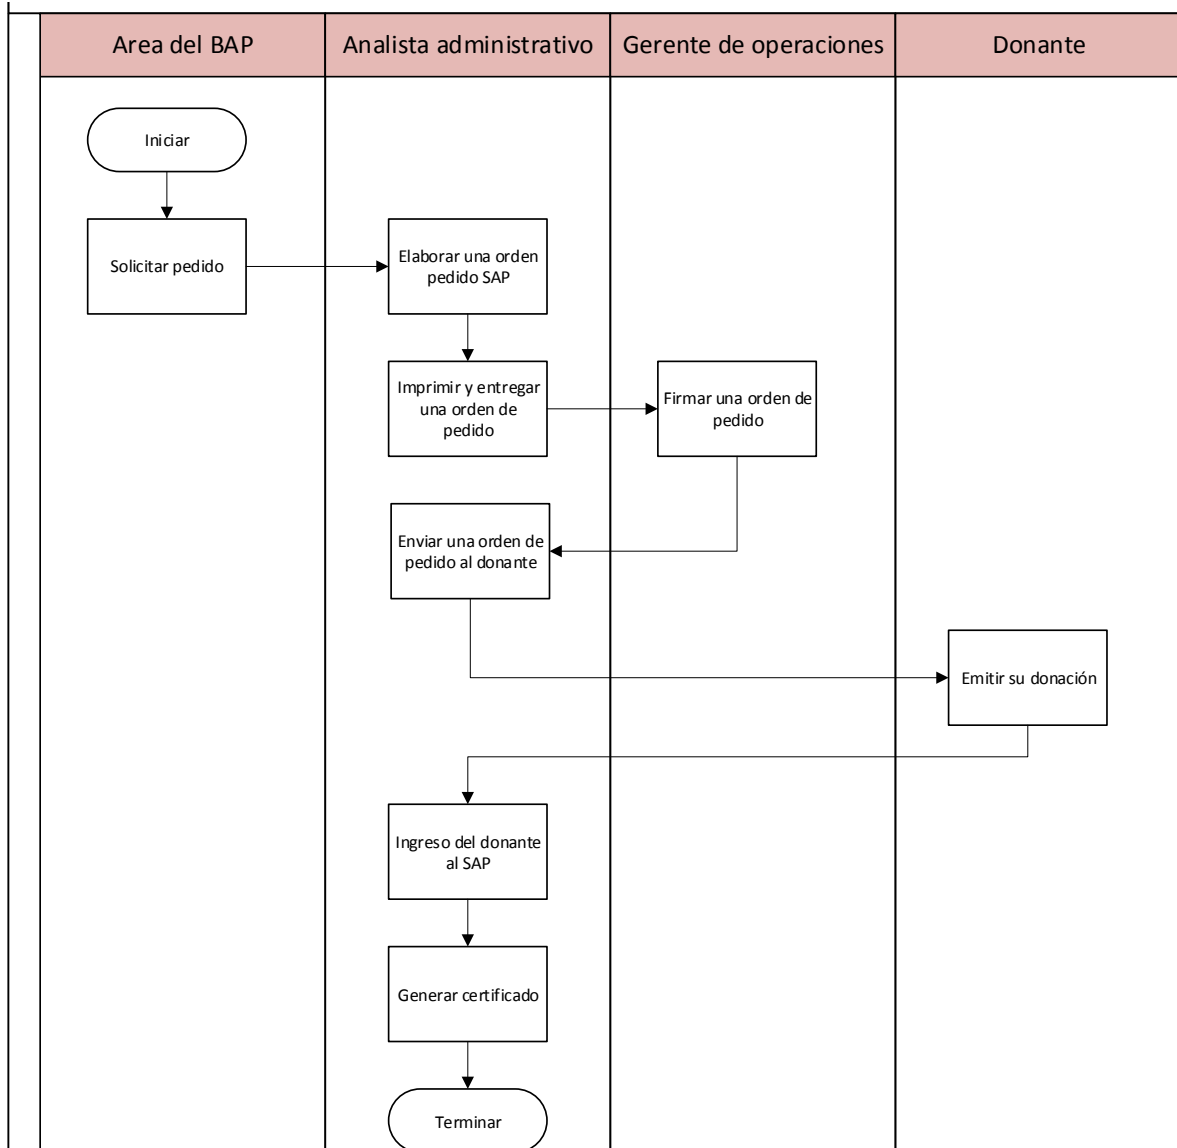 Area del BAP
Analista administrativo
Gerente de operaciones
Donante
Iniciar
Solicitar pedido
Elaborar una orden
pedido SAP
Imprimir y entregar
una orden de
pedido
Firmar una orden de
pedido
Enviar una orden de
pedido al donante
Emitir su donación
Ingreso del donante
al SAP
Generar certificado
Terminar